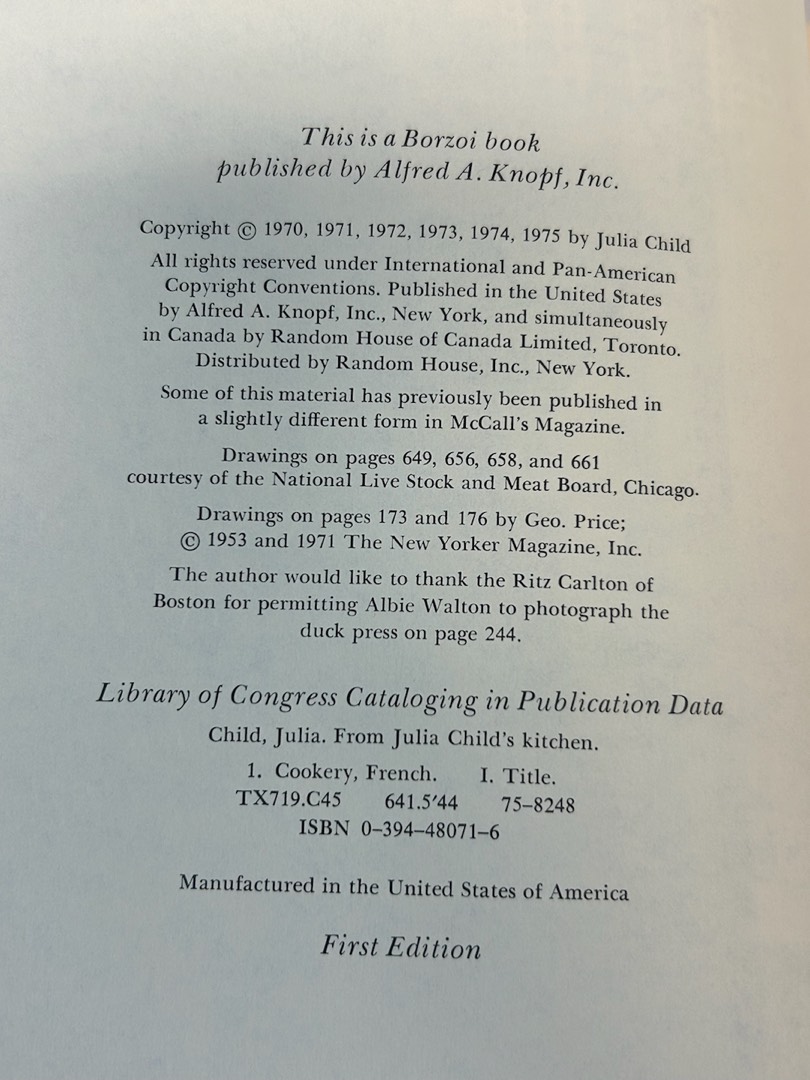 This is a Borzoi book
published by Alfred A. Knopf, Inc.
Copyright © 1970, 1971, 1972, 1973, 1974, 1975 by Julia Child
All rights reserved under International and Pan-American
Copyright Conventions. Published in the United States
by Alfred A. Knopf, Inc., New York, and simultaneously
in Canada by Random House of Canada Limited, Toronto.
Distributed by Random House, Inc., New York.
Some of this material has previously been published in
a slightly different form in McCall's Magazine.
Drawings on pages 649, 656, 658, and 661
courtesy of the National Live Stock and Meat Board, Chicago.
Drawings on pages 173 and 176 by Geo. Price;
© 1953 and 1971 The New Yorker Magazine, Inc.
The author would like to thank the Ritz Carlton of
Boston for permitting Albie Walton to photograph the
duck press on page 244.
Library of Congress Cataloging in Publication Data
Child, Julia. From Julia Child's kitchen.
1. Cookery, French. I. Title.
TX719.C45 641.5′44 75–8248
ISBN 0–394–48071–6
Manufactured in the United States of America
First Edition